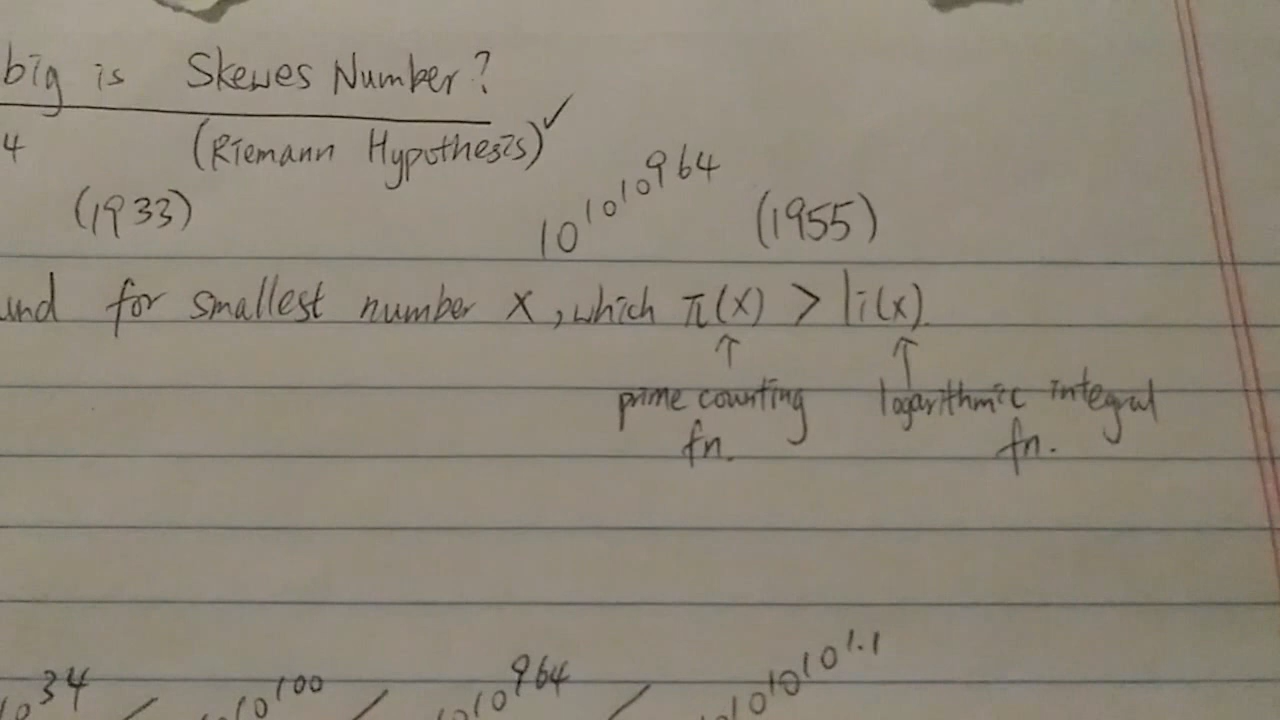 big is Skewes Number?
4 (Riemann Hypothesis) ✓
(1933) 10^10^10^964 (1955)
for smallest number x, which π(x) > li(x).
↑ ↑
prime counting logarithmic integral
fn. fn.
10^34 / 10^10^100 / 10^10^964 / 10^10^10^1.1